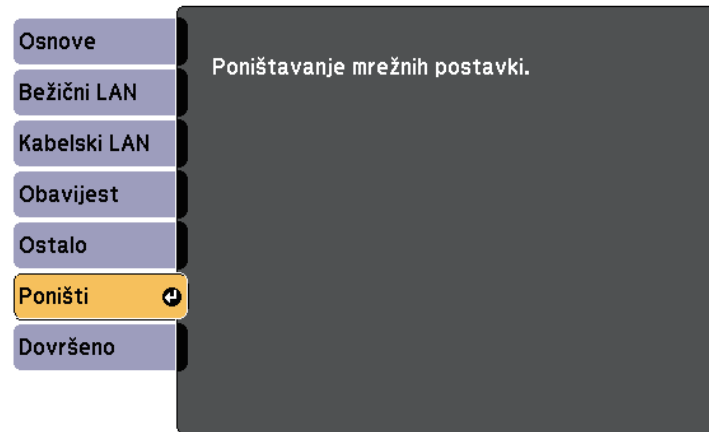 Osnove
Bežični LAN
Kabelski LAN
Obavijest
Ostalo
Poništi
Dovršeno
Poništavanje mrežnih postavki.